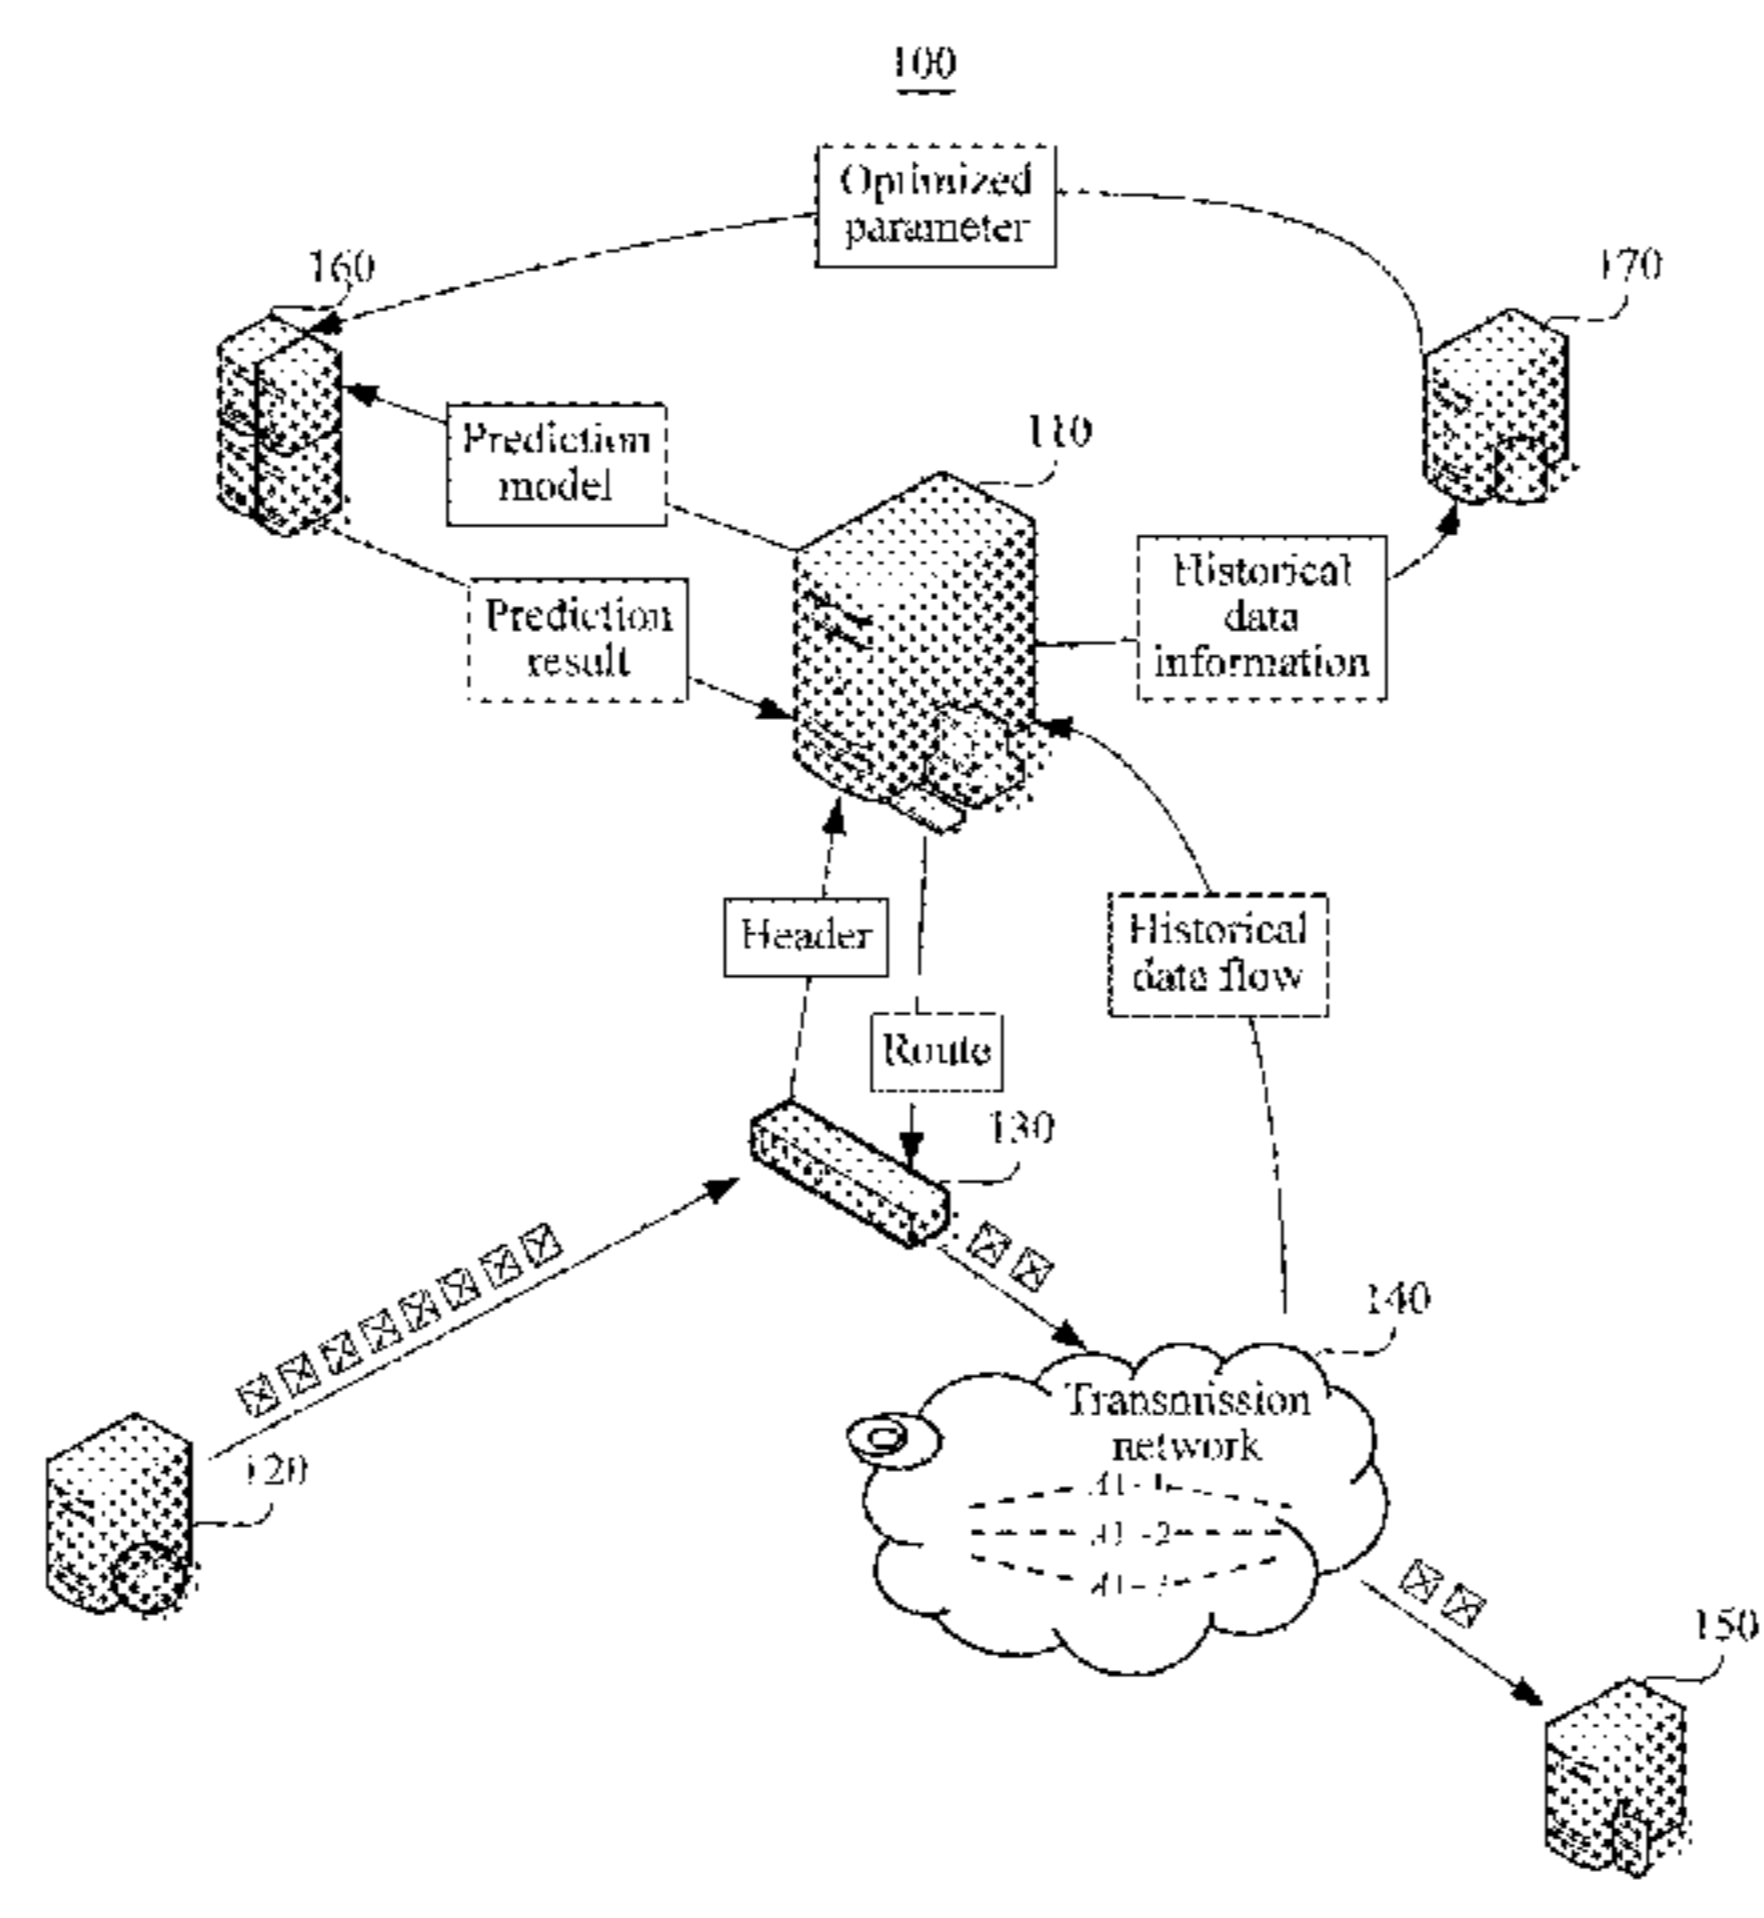 100
Optimized
parameter
160
170
Prediction
model
110
Historical
data
information
Prediction
result
Header
Historical
data flow
Route
130
140
Transmission
network
120
150